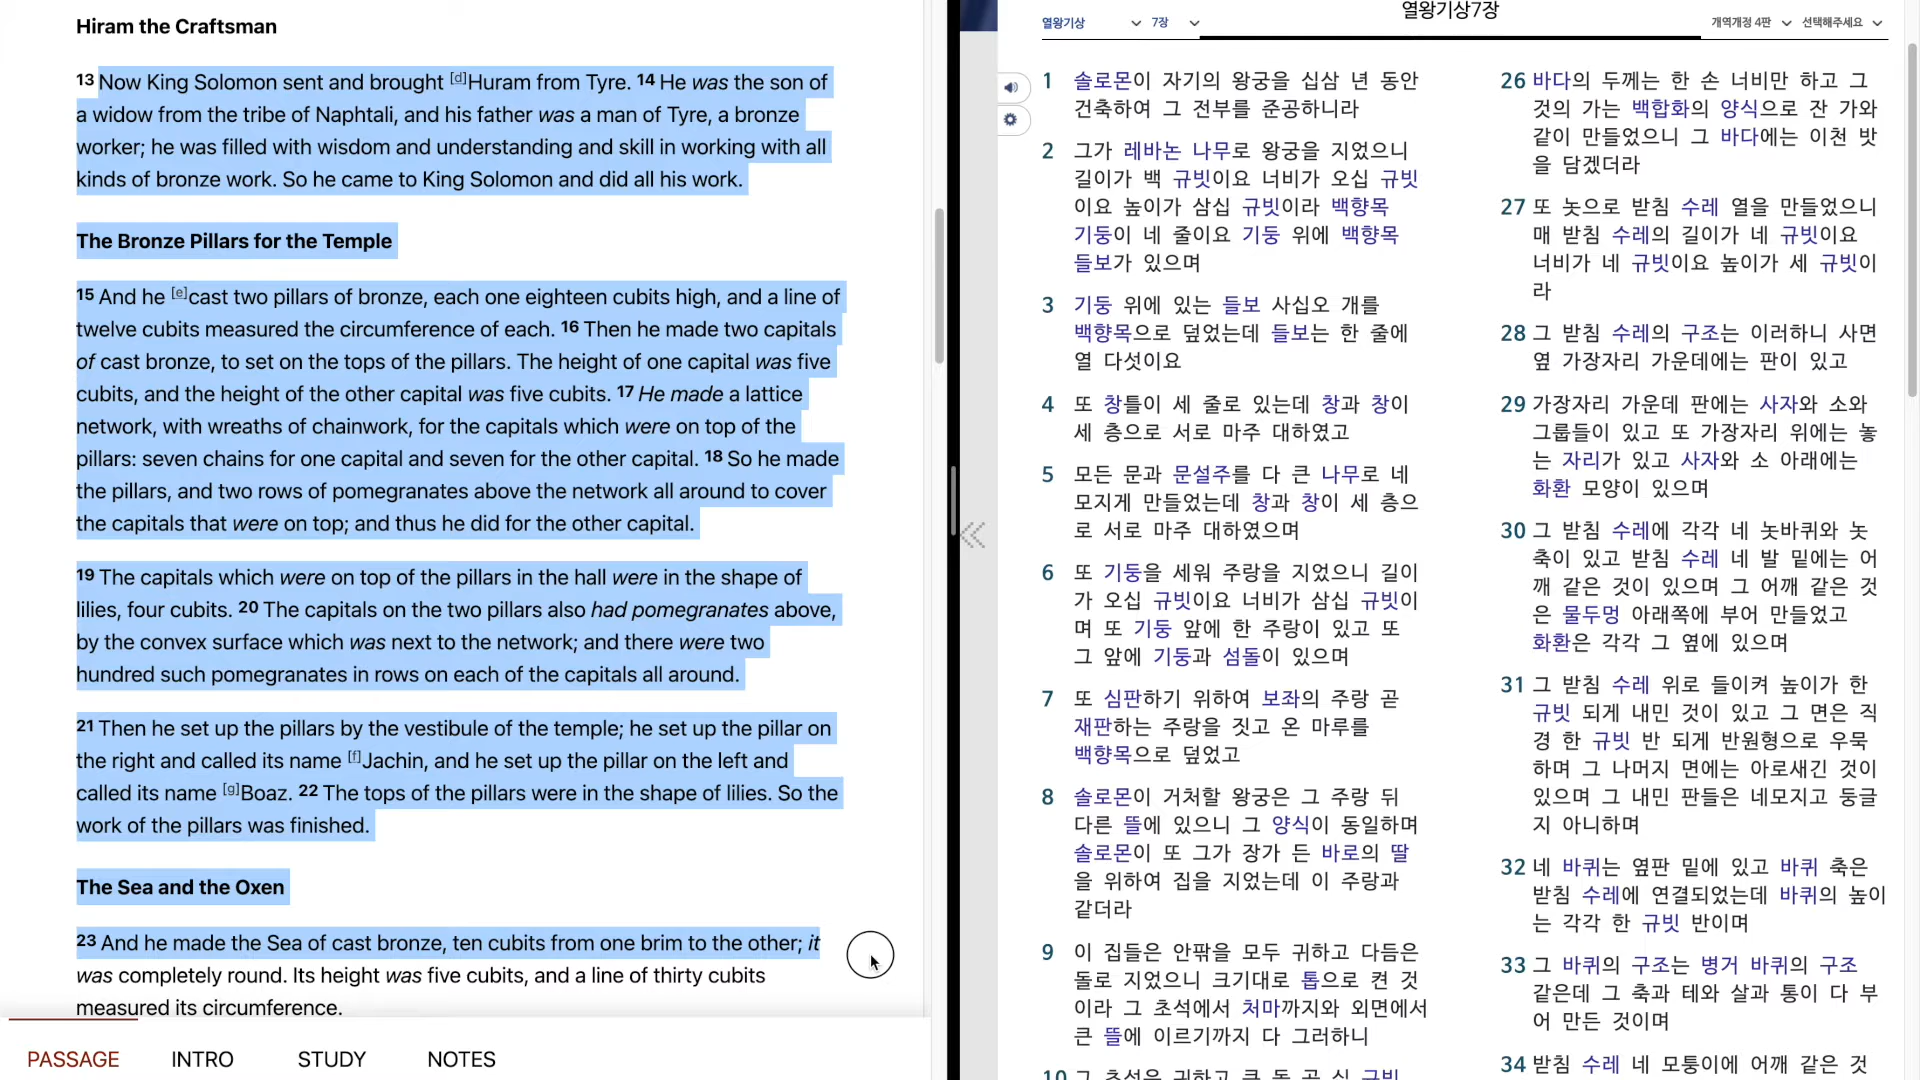 Hiram the Craftsman
13 Now King Solomon sent and brought [d]Huram from Tyre. 14 He was the son of
a widow from the tribe of Naphtali, and his father was a man of Tyre, a bronze
worker; he was filled with wisdom and understanding and skill in working with all
kinds of bronze work. So he came to King Solomon and did all his work.
The Bronze Pillars for the Temple
15 And he [e]cast two pillars of bronze, each one eighteen cubits high, and a line of
twelve cubits measured the circumference of each. 16 Then he made two capitals
of cast bronze, to set on the tops of the pillars. The height of one capital was five
cubits, and the height of the other capital was five cubits. 17 He made a lattice
network, with wreaths of chainwork, for the capitals which were on top of the
pillars: seven chains for one capital and seven for the other capital. 18 So he made
the pillars, and two rows of pomegranates above the network all around to cover
the capitals that were on top; and thus he did for the other capital.
19 The capitals which were on top of the pillars in the hall were in the shape of
lilies, four cubits. 20 The capitals on the two pillars also had pomegranates above,
by the convex surface which was next to the network; and there were two
hundred such pomegranates in rows on each of the capitals all around.
21 Then he set up the pillars by the vestibule of the temple; he set up the pillar on
the right and called its name [f]Jachin, and he set up the pillar on the left and
called its name [g]Boaz. 22 The tops of the pillars were in the shape of lilies. So the
work of the pillars was finished.
The Sea and the Oxen
23 And he made the Sea of cast bronze, ten cubits from one brim to the other; it
was completely round. Its height was five cubits, and a line of thirty cubits
measured its circumference.
PASSAGE INTRO STUDY NOTES
열왕기상 7장 열왕기상7장 개역개정 4판 선택해주세요
1 솔로몬이 자기의 왕궁을 십삼 년 동안
건축하여 그 전부를 준공하니라
2 그가 레바논 나무로 왕궁을 지었으니
길이가 백 규빗이요 너비가 오십 규빗
이요 높이가 삼십 규빗이라 백향목
기둥이 네 줄이요 기둥 위에 백향목
들보가 있으며
3 기둥 위에 있는 들보 사십오 개를
백향목으로 덮었는데 들보는 한 줄에
열 다섯이요
4 또 창틀이 세 줄로 있는데 창과 창이
세 층으로 서로 마주 대하였고
5 모든 문과 문설주를 다 큰 나무로 네
모지게 만들었는데 창과 창이 세 층으
로 서로 마주 대하였으며
6 또 기둥을 세워 주랑을 지었으니 길이
가 오십 규빗이요 너비가 삼십 규빗이
며 또 기둥 앞에 한 주랑이 있고 또
그 앞에 기둥과 섬돌이 있으며
7 또 심판하기 위하여 보좌의 주랑 곧
재판하는 주랑을 짓고 온 마루를
백향목으로 덮었고
8 솔로몬이 거처할 왕궁은 그 주랑 뒤
다른 뜰에 있으니 그 양식이 동일하며
솔로몬이 또 그가 장가 든 바로의 딸
을 위하여 집을 지었는데 이 주랑과
같더라
9 이 집들은 안팎을 모두 귀하고 다듬은
돌로 지었으니 크기대로 톱으로 켠 것
이라 그 초석에서 처마까지와 외면에서
큰 뜰에 이르기까지 다 그러하니
10 그 초석은 귀하고 큰 돌 곧 십 규빗
26 바다의 두께는 한 손 너비만 하고 그
것의 가는 백합화의 양식으로 잔 가와
같이 만들었으니 그 바다에는 이천 밧
을 담겠더라
27 또 놋으로 받침 수레 열을 만들었으니
매 받침 수레의 길이가 네 규빗이요
너비가 네 규빗이요 높이가 세 규빗이
라
28 그 받침 수레의 구조는 이러하니 사면
옆 가장자리 가운데에는 판이 있고
29 가장자리 가운데 판에는 사자와 소와
그룹들이 있고 또 가장자리 위에는 놓
는 자리가 있고 사자와 소 아래에는
화환 모양이 있으며
30 그 받침 수레에 각각 네 놋바퀴와 놋
축이 있고 받침 수레 네 발 밑에는 어
깨 같은 것이 있으며 그 어깨 같은 것
은 물두멍 아래쪽에 부어 만들었고
화환은 각각 그 옆에 있으며
31 그 받침 수레 위로 들이켜 높이가 한
규빗 되게 내민 것이 있고 그 면은 직
경 한 규빗 반 되게 반원형으로 우묵
하며 그 나머지 면에는 아로새긴 것이
있으며 그 내민 판들은 네모지고 둥글
지 아니하며
32 네 바퀴는 옆판 밑에 있고 바퀴 축은
받침 수레에 연결되었는데 바퀴의 높이
는 각각 한 규빗 반이며
33 그 바퀴의 구조는 병거 바퀴의 구조
같은데 그 축과 테와 살과 통이 다 부
어 만든 것이며
34 받침 수레 네 모퉁이에 어깨 같은 것